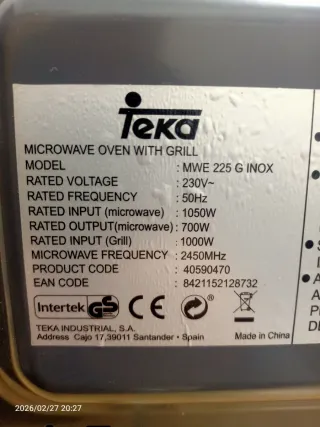 Teka
MICROWAVE OVEN WITH GRILL
MODEL : MWE 225 G INOX
RATED VOLTAGE : 230V~
RATED FREQUENCY : 50Hz
RATED INPUT (microwave) : 1050W
RATED OUTPUT(microwave) : 700W
RATED INPUT (Grill) : 1000W
MICROWAVE FREQUENCY : 2450MHz
PRODUCT CODE : 40590470
EAN CODE : 8421152128732
Intertek GS CE
TEKA INDUSTRIAL, S.A.
Address Cajo 17,39011 Santander • Spain Made in China
2026/02/27 20:27